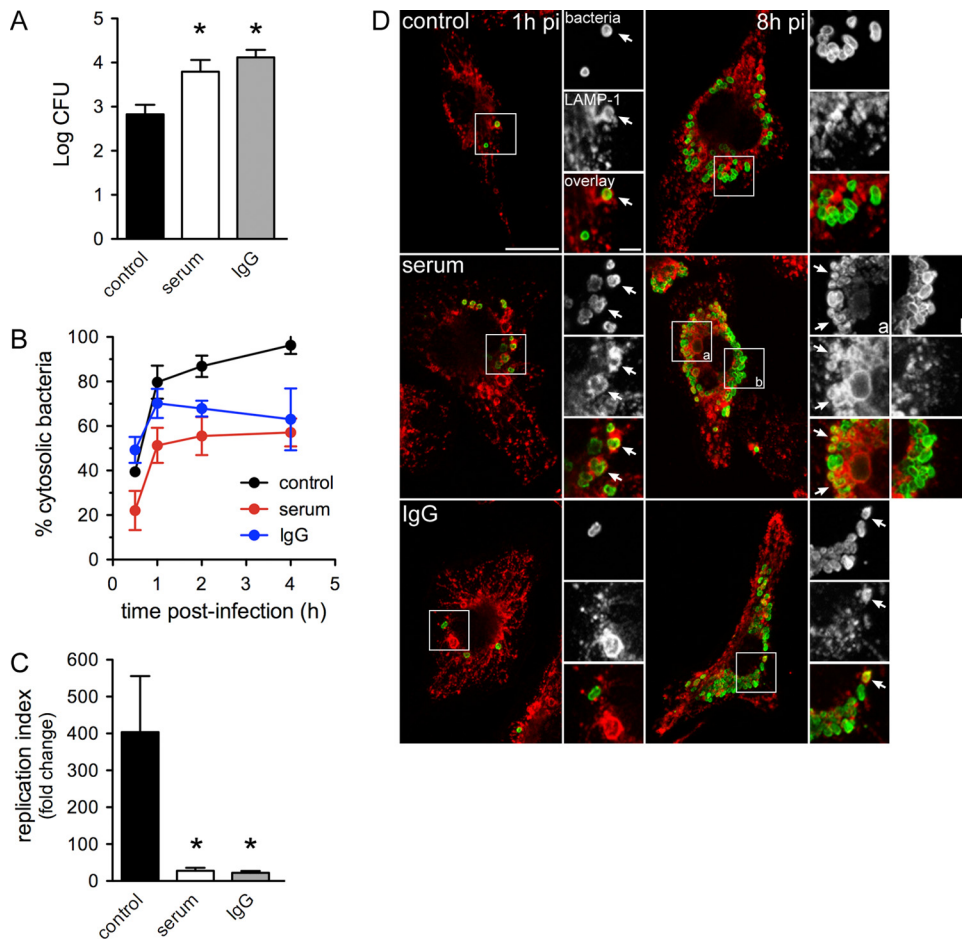 A
Log CFU
5
4
3
2
1
0
*
*
control
serum
IgG
B
% cytosolic bacteria
100
80
60
40
20
0
control
serum
IgG
0
1
2
3
4
5
time post-infection (h)
C
replication index
(fold change)
600
500
400
300
200
100
0
*
*
control
serum
IgG
D
control
1h pi
bacteria
8h pi
LAMP-1
overlay
serum
a
b
a
IgG